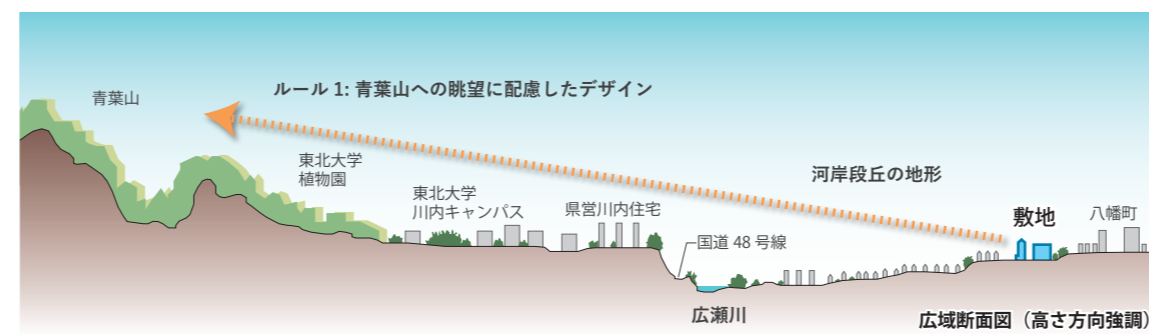 ルール 1: 青葉山への眺望に配慮したデザイン
青葉山
東北大学
植物園
東北大学
川内キャンパス
県営川内住宅
国道 48 号線
広瀬川
河岸段丘の地形
敷地
八幡町
広域断面図（高さ方向強調）